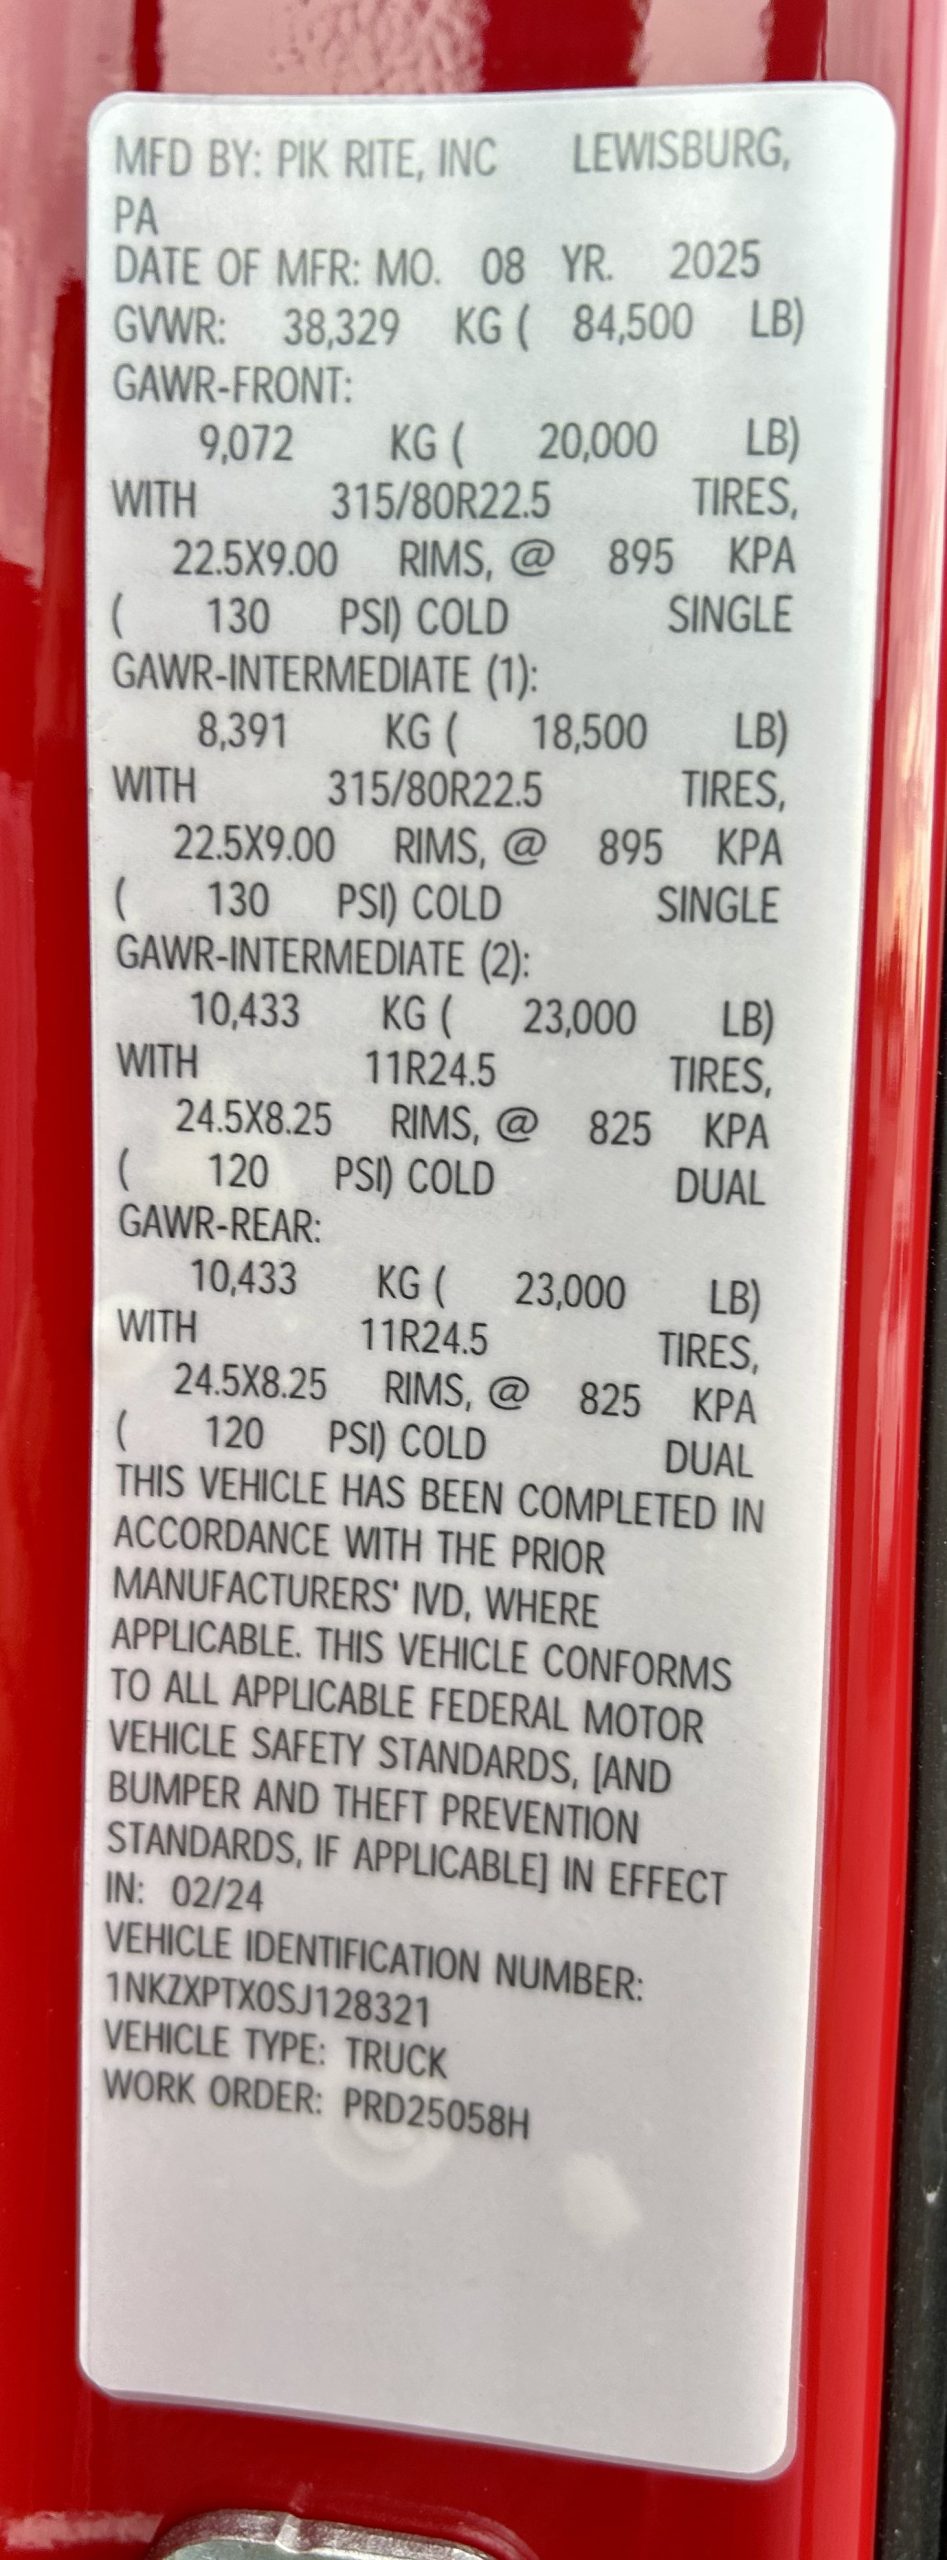 MFD BY: PIK RITE, INC LEWISBURG,
PA
DATE OF MFR: MO. 08 YR. 2025
GVWR: 38,329 KG ( 84,500 LB)
GAWR-FRONT:
9,072 KG ( 20,000 LB)
WITH 315/80R22.5 TIRES,
22.5X9.00 RIMS, @ 895 KPA
( 130 PSI) COLD SINGLE
GAWR-INTERMEDIATE (1):
8,391 KG ( 18,500 LB)
WITH 315/80R22.5 TIRES,
22.5X9.00 RIMS, @ 895 KPA
( 130 PSI) COLD SINGLE
GAWR-INTERMEDIATE (2):
10,433 KG ( 23,000 LB)
WITH 11R24.5 TIRES,
24.5X8.25 RIMS, @ 825 KPA
( 120 PSI) COLD DUAL
GAWR-REAR:
10,433 KG ( 23,000 LB)
WITH 11R24.5 TIRES,
24.5X8.25 RIMS, @ 825 KPA
( 120 PSI) COLD DUAL
THIS VEHICLE HAS BEEN COMPLETED IN
ACCORDANCE WITH THE PRIOR
MANUFACTURERS' IVD, WHERE
APPLICABLE. THIS VEHICLE CONFORMS
TO ALL APPLICABLE FEDERAL MOTOR
VEHICLE SAFETY STANDARDS, [AND
BUMPER AND THEFT PREVENTION
STANDARDS, IF APPLICABLE] IN EFFECT
IN: 02/24
VEHICLE IDENTIFICATION NUMBER:
1NKZXPTX0SJ128321
VEHICLE TYPE: TRUCK
WORK ORDER: PRD25058H